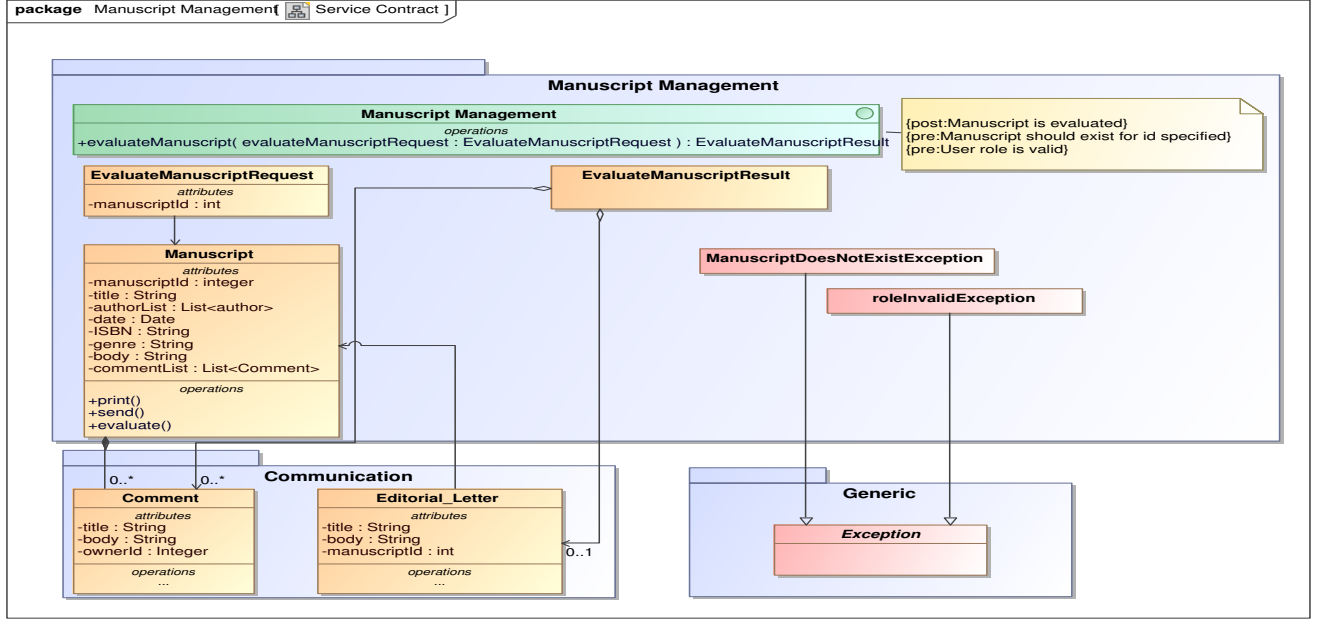 package Manuscript Management[ Service Contract ]
Manuscript Management
Manuscript Management
operations
+evaluateManuscript( evaluateManuscriptRequest : EvaluateManuscriptRequest ) : EvaluateManuscriptResult
{post:Manuscript is evaluated}
{pre:Manuscript should exist for id specified}
{pre:User role is valid}
EvaluateManuscriptRequest
attributes
-manuscriptId : int
EvaluateManuscriptResult
Manuscript
attributes
-manuscriptId : integer
-title : String
-authorList : List<author>
-date : Date
-ISBN : String
-genre : String
-body : String
-commentList : List<Comment>
operations
+print()
+send()
+evaluate()
ManuscriptDoesNotExistException
roleInvalidException
Communication
0..*
0..*
Comment
attributes
-title : String
-body : String
-ownerId : Integer
operations
...
Editorial_Letter
attributes
-title : String
-body : String
-manuscriptId : int
operations
...
0..1
Generic
Exception